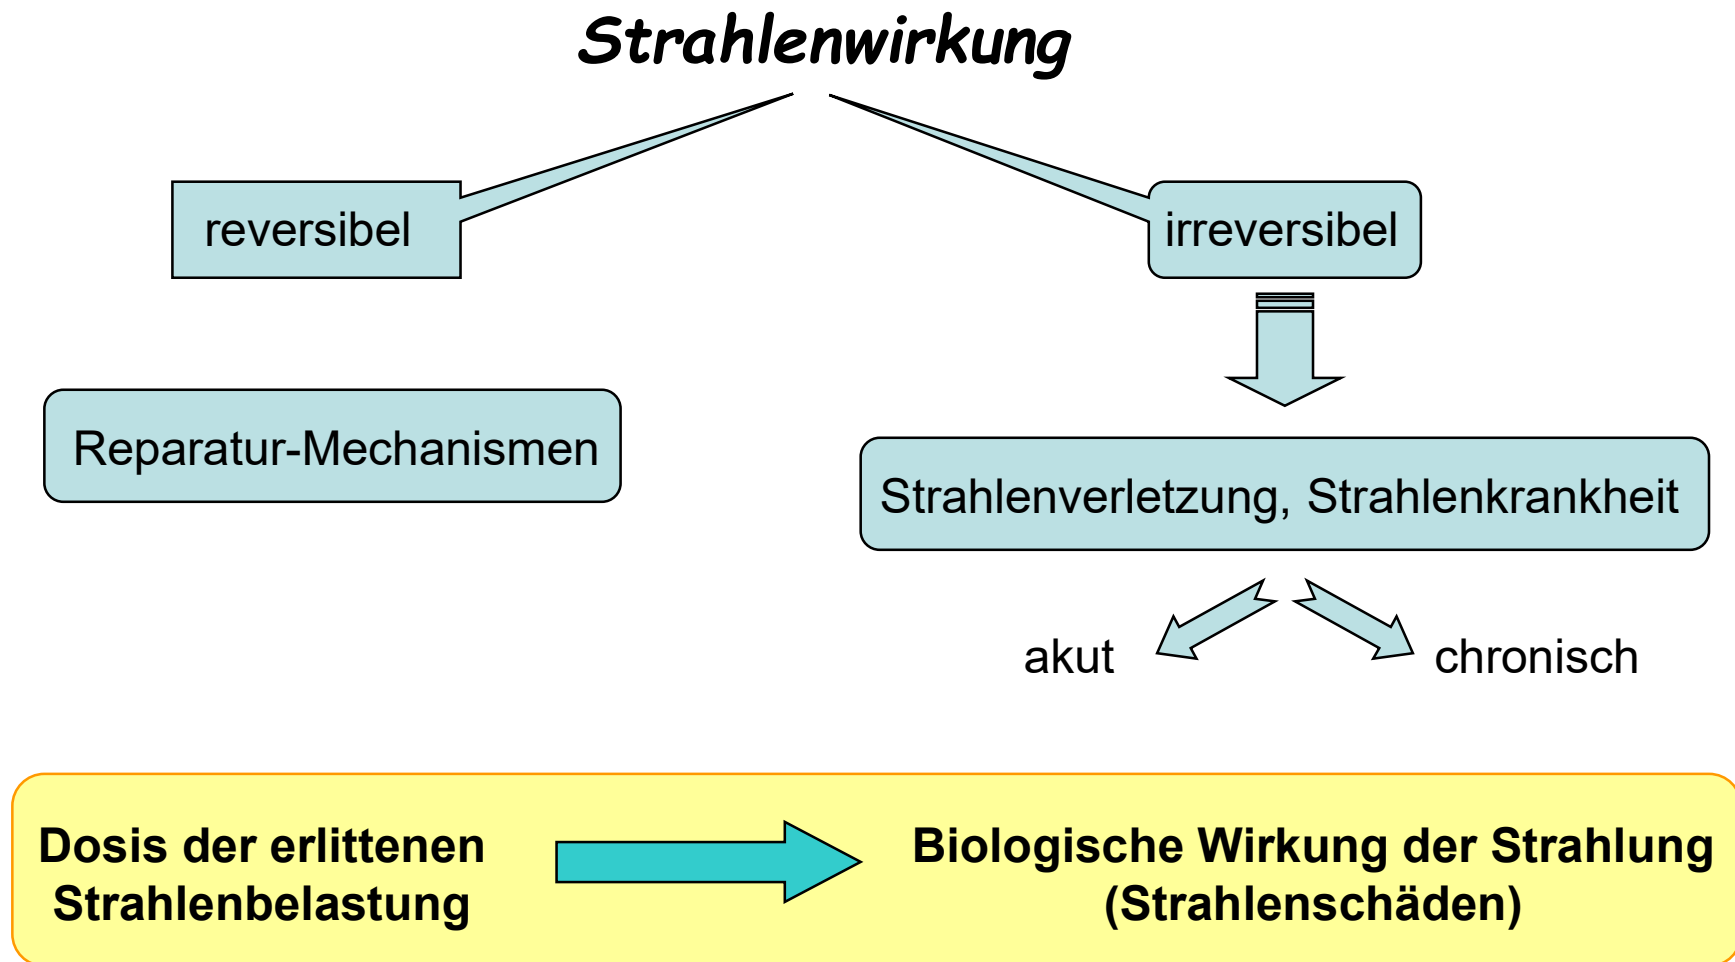 Strahlenwirkung
reversibel
irreversibel
Reparatur-Mechanismen
Strahlenverletzung, Strahlenkrankheit
akut
chronisch
Dosis der erlittenen
Strahlenbelastung
Biologische Wirkung der Strahlung
(Strahlenschäden)